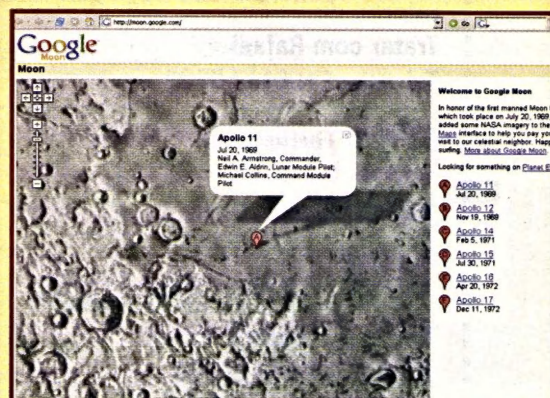 http://moon.google.com/
Go
Google
Moon
Moon
Apollo 11
Jul 20, 1969
Neil A. Armstrong, Commander,
Edwin E. Aldrin, Lunar Module Pilot;
Michael Collins, Command Module
Pilot
Welcome to Google Moon
In honor of the first manned Moon
which took place on July 20, 1969,
added some NASA imagery to the
Maps interface to help you pay
visit to our celestial neighbor.
surfing. More about Google Moon
Looking for something on Planet
A Apollo 11
Jul 20, 1969
Apollo 12
Nov 19, 1969
Apollo 14
Feb 5, 1971
Apollo 15
Jul 30, 1971
Apollo 16
Apr 20, 1972
Apollo 17
Dec 11, 1972